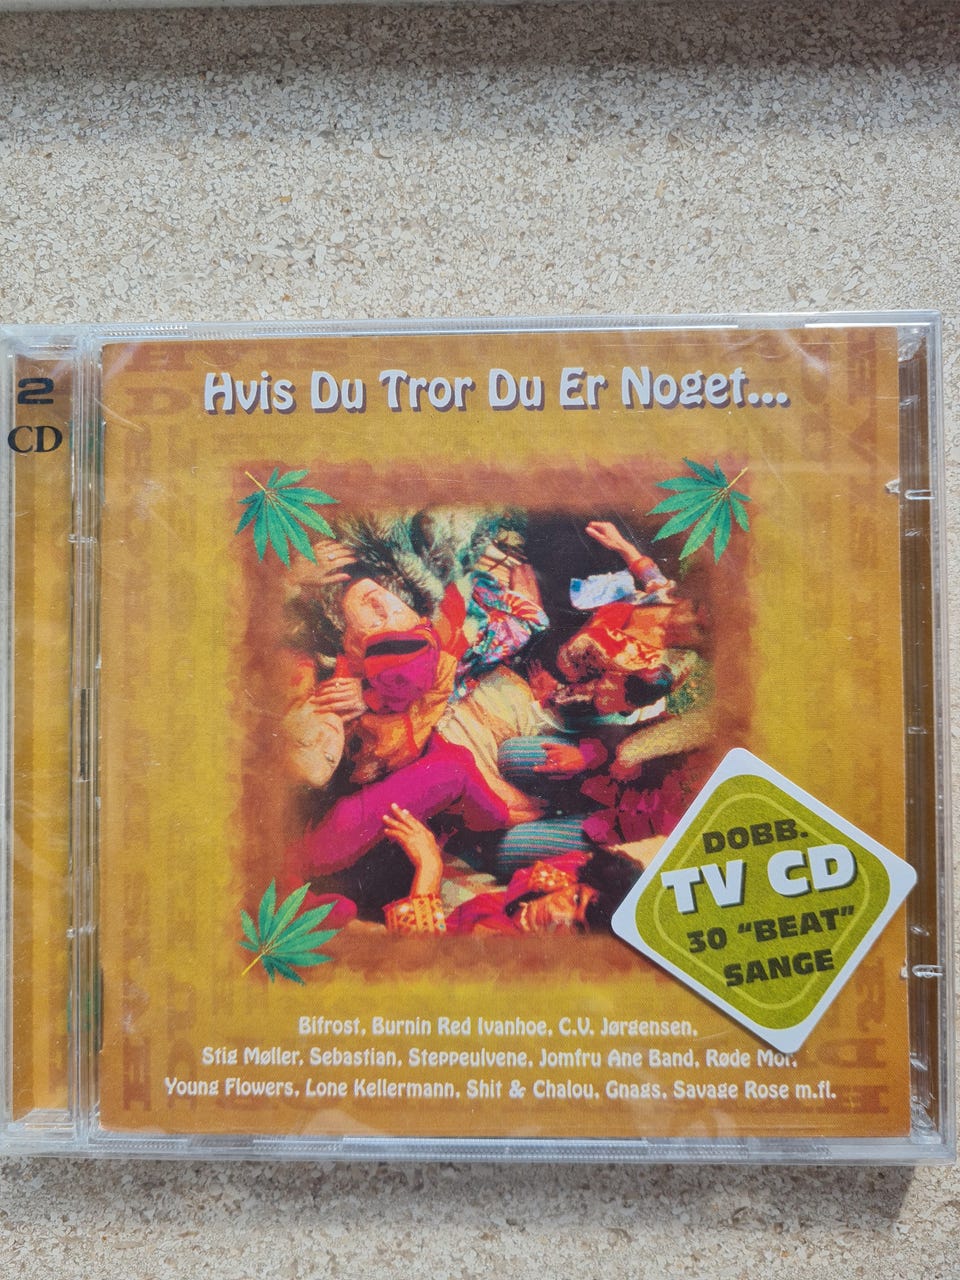 2
CD
Hvis Du Tror Du Er Noget...
DOBB.
TV CD
30 "BEAT"
SANGE
Bifrost, Burnin Red Ivanhoe, C.V. Jørgensen,
Stig Møller, Sebastian, Steppeulvene, Jomfru Ane Band, Røde Mor,
Young Flowers, Lone Kellermann, Shit & Chalou, Gnags, Savage Rose m.fl.